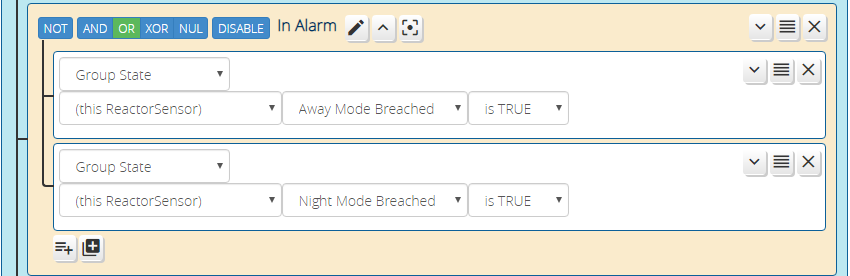 NOT AND OR XOR NUL DISABLE In Alarm
Group State
(this ReactorSensor) Away Mode Breached is TRUE
Group State
(this ReactorSensor) Night Mode Breached is TRUE